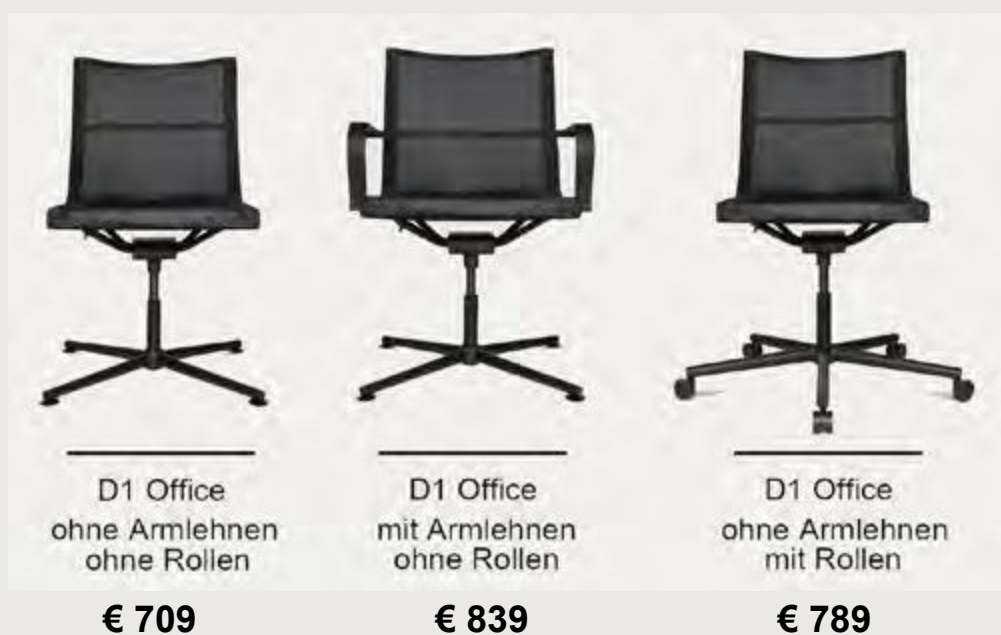 D1 Office
ohne Armlehnen
ohne Rollen
€ 709
D1 Office
mit Armlehnen
ohne Rollen
€ 839
D1 Office
ohne Armlehnen
mit Rollen
€ 789